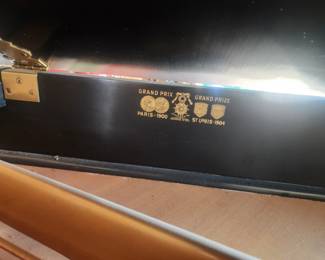 GRAND PRIX
PARIS-1900
GRAND PRIZE
ST LOUIS-1904